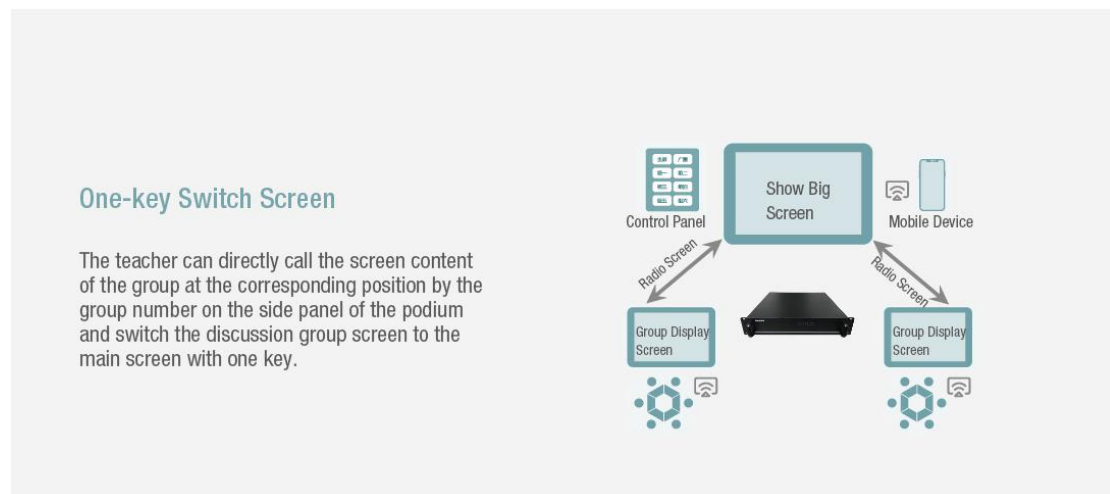 One-key Switch Screen
The teacher can directly call the screen content
of the group at the corresponding position by the
group number on the side panel of the podium
and switch the discussion group screen to the
main screen with one key.
Control Panel
Show Big
Screen
Mobile Device
Radio Screen
Radio Screen
Group Display
Screen
Group Display
Screen